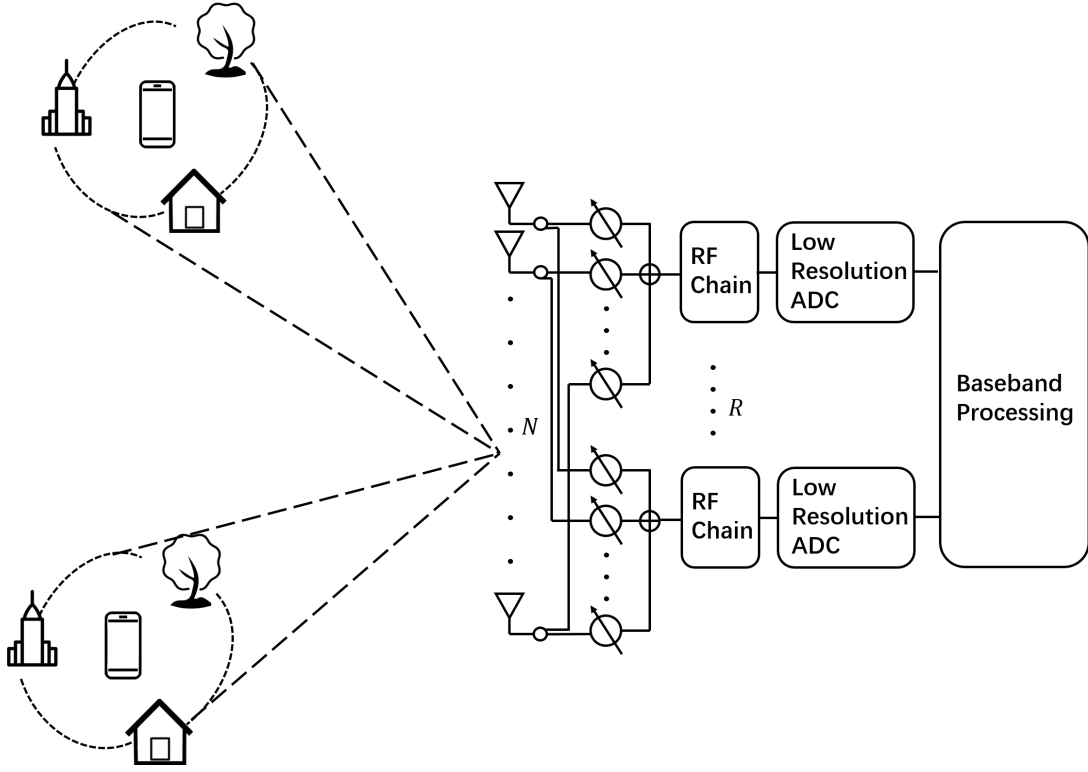 RF
Chain
Low
Resolution
ADC
Baseband
Processing
R
N
RF
Chain
Low
Resolution
ADC